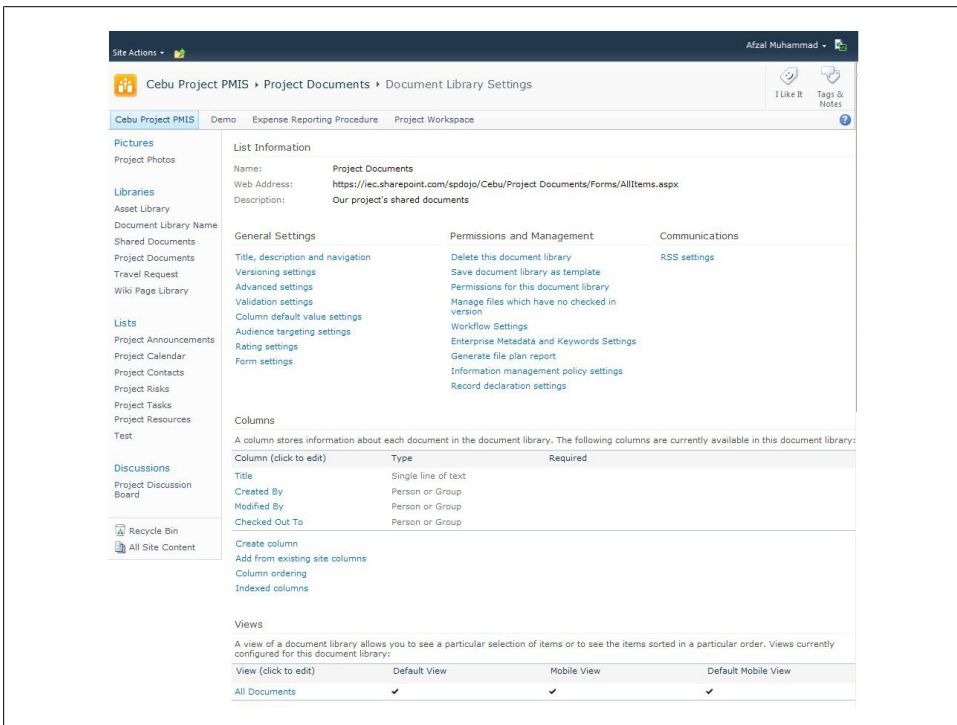 Site Actions
Afzal Muhammad
Cebu Project PMIS ▸ Project Documents ▸ Document Library Settings
I Like It
Tags & Notes
Cebu Project PMIS Demo Expense Reporting Procedure Project Workspace
Pictures
Project Photos
Libraries
Asset Library
Document Library Name
Shared Documents
Project Documents
Travel Request
Wiki Page Library
Lists
Project Announcements
Project Calendar
Project Contacts
Project Risks
Project Tasks
Project Resources
Test
Discussions
Project Discussion
Board
Recycle Bin
All Site Content
List Information
Name: Project Documents
Web Address: https://iec.sharepoint.com/spdojo/Cebu/Project Documents/Forms/AllItems.aspx
Description: Our project's shared documents
General Settings
Title, description and navigation
Versioning settings
Advanced settings
Validation settings
Column default value settings
Audience targeting settings
Rating settings
Form settings
Permissions and Management
Delete this document library
Save document library as template
Permissions for this document library
Manage files which have no checked in
version
Workflow Settings
Enterprise Metadata and Keywords Settings
Generate file plan report
Information management policy settings
Record declaration settings
Communications
RSS settings
Columns
A column stores information about each document in the document library. The following columns are currently available in this document library:
Column (click to edit) Type Required
Title Single line of text
Created By Person or Group
Modified By Person or Group
Checked Out To Person or Group
Create column
Add from existing site columns
Column ordering
Indexed columns
Views
A view of a document library allows you to see a particular selection of items or to see the items sorted in a particular order. Views currently
configured for this document library:
View (click to edit) Default View Mobile View Default Mobile View
All Documents ✔ ✔ ✔